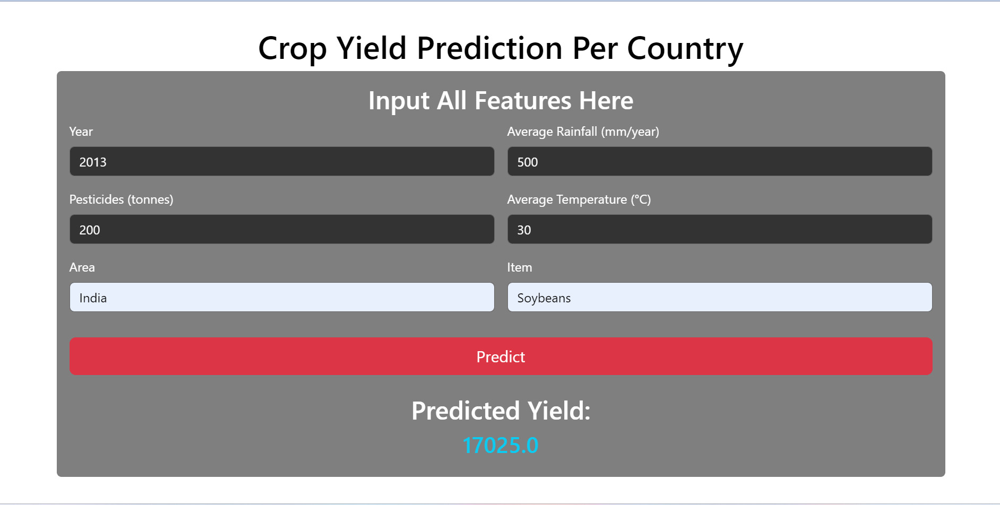 Crop Yield Prediction Per Country
Input All Features Here
Year
Average Rainfall (mm/year)
2013
500
Pesticides (tonnes)
Average Temperature (°C)
200
30
Area
Item
India
Soybeans
Predict
Predicted Yield:
17025.0